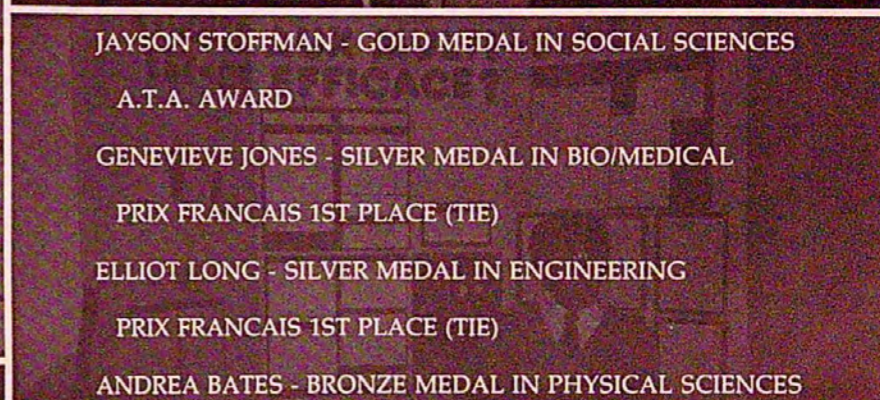 JAYSON STOFFMAN - GOLD MEDAL IN SOCIAL SCIENCES
A.T.A. AWARD
GENEVIEVE JONES - SILVER MEDAL IN BIO/MEDICAL
PRIX FRANCAIS 1ST PLACE (TIE)
ELLIOT LONG - SILVER MEDAL IN ENGINEERING
PRIX FRANCAIS 1ST PLACE (TIE)
ANDREA BATES - BRONZE MEDAL IN PHYSICAL SCIENCES